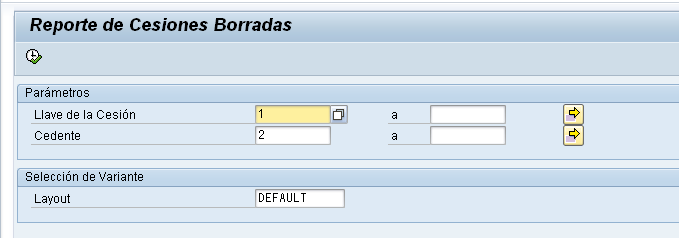 Reporte de Cesiones Borradas
Parámetros
Llave de la Cesión 1 a
Cedente 2 a
Selección de Variante
Layout DEFAULT